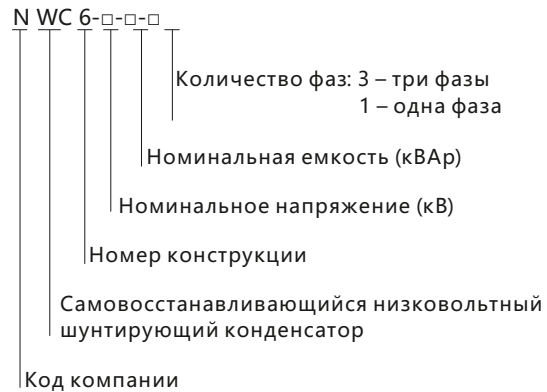 N WC 6-□-□-□
Количество фаз: 3 – три фазы
1 – одна фаза
Номинальная емкость (кВАр)
Номинальное напряжение (кВ)
Номер конструкции
Самовосстанавливающийся низковольтный
шунтирующий конденсатор
Код компании